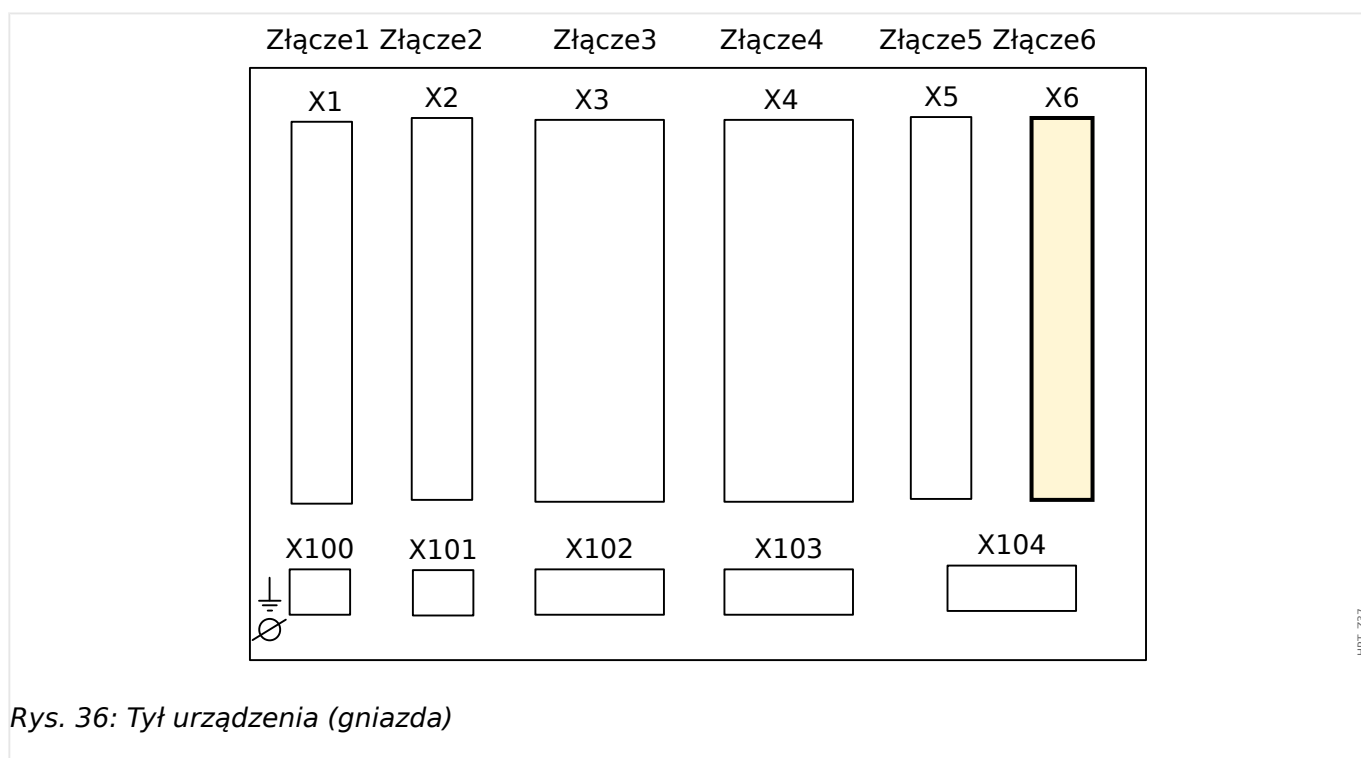 Złącze1 Złącze2 Złącze3 Złącze4 Złącze5 Złącze6
X1 X2 X3 X4 X5 X6
X100 X101 X102 X103 X104
Rys. 36: Tył urządzenia (gniazda)